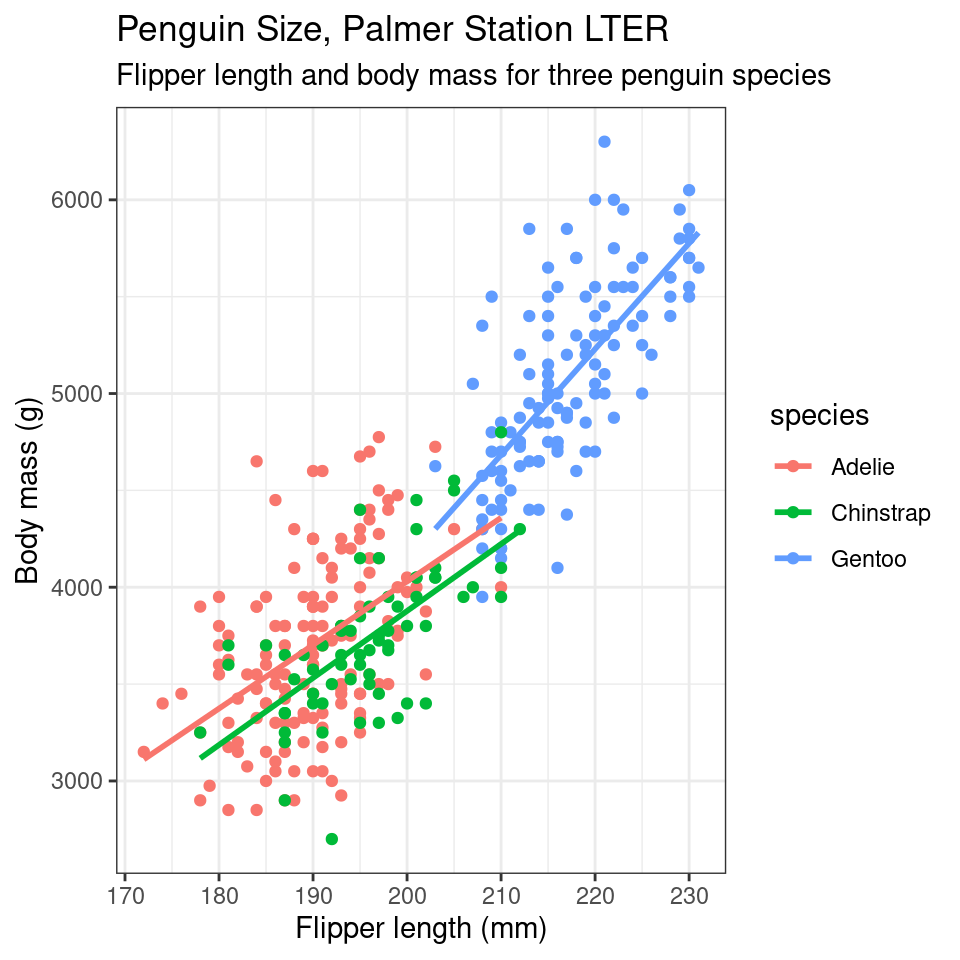 Penguin Size, Palmer Station LTER
Flipper length and body mass for three penguin species
6000
5000
4000
3000
Body mass (g)
170 180 190 200 210 220 230
Flipper length (mm)
species
Adelie
Chinstrap
Gentoo